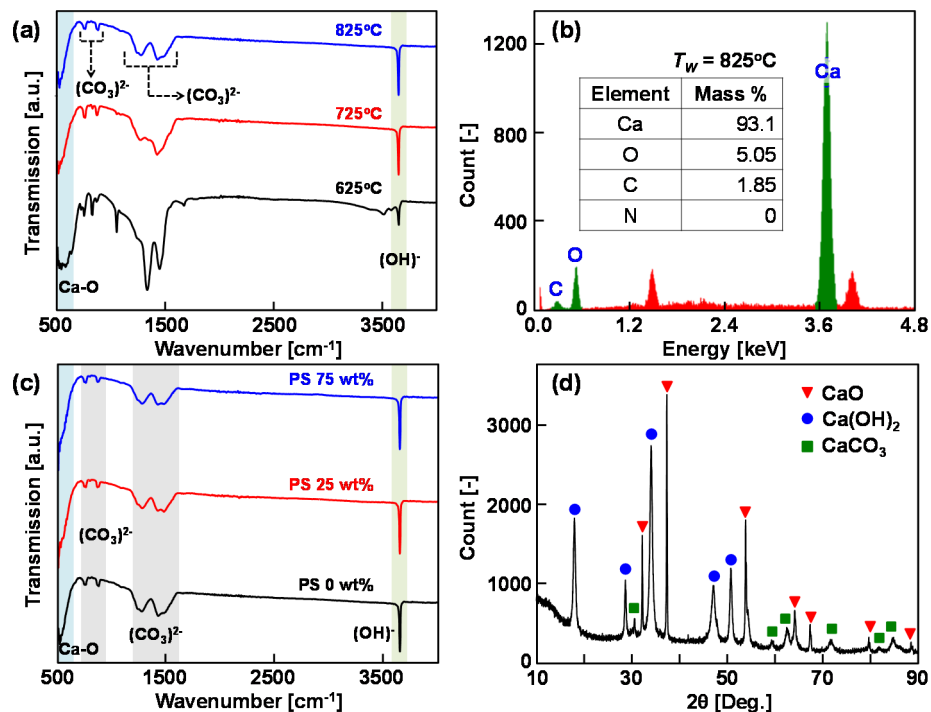 (a)
825°C
(CO₃)²⁻
(CO₃)²⁻
725°C
625°C
(OH)⁻
Ca-O
Transmission [a.u.]
500 1500 2500 3500
Wavenumber [cm⁻¹]
(b)
T_W = 825°C
Element Mass %
Ca 93.1
O 5.05
C 1.85
N 0
Ca
O
C
Count [-]
1200
800
400
0
0.0 1.2 2.4 3.6 4.8
Energy [keV]
(c)
PS 75 wt%
PS 25 wt%
(CO₃)²⁻
PS 0 wt%
Ca-O
(CO₃)²⁻
(OH)⁻
Transmission [a.u.]
500 1500 2500 3500
Wavenumber [cm⁻¹]
(d)
CaO
Ca(OH)₂
CaCO₃
Count [-]
3000
2000
1000
0
10 30 50 70 90
2θ [Deg.]